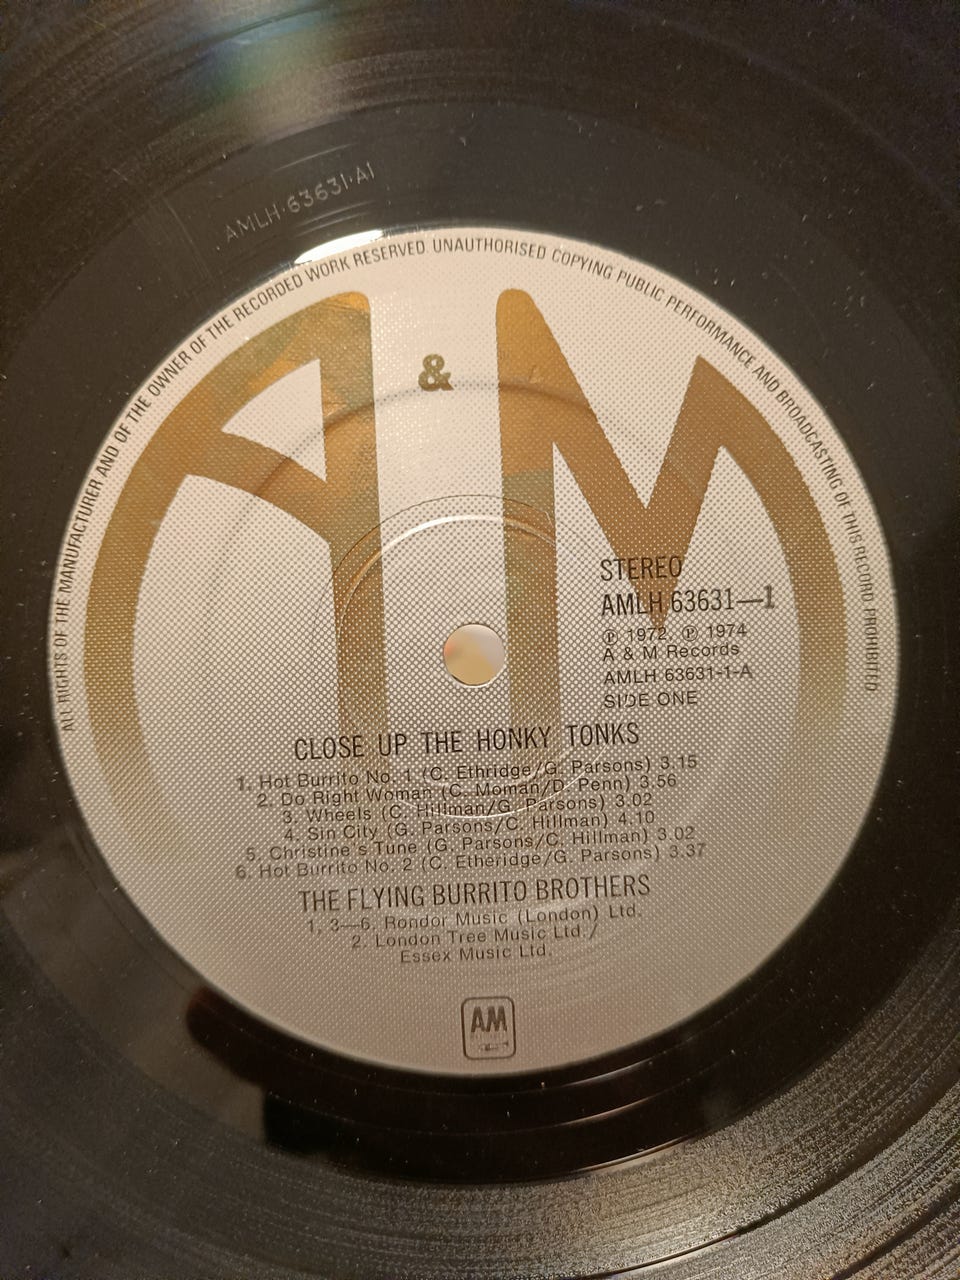 AMLH·63631·A1
ALL RIGHTS OF THE MANUFACTURER AND OF THE OWNER OF THE RECORDED WORK RESERVED. UNAUTHORISED COPYING PUBLIC PERFORMANCE AND BROADCASTING OF THIS RECORD PROHIBITED
A & M
STEREO
AMLH 63631—1
℗ 1972, ℗ 1974
A & M Records
AMLH 63631-1-A
SIDE ONE
CLOSE UP THE HONKY TONKS
1. Hot Burrito No. 1 (C. Ethridge/G. Parsons) 3.15
2. Do Right Woman (C. Moman/D. Penn) 3.56
3. Wheels (C. Hillman/G. Parsons) 3.02
4. Sin City (G. Parsons/C. Hillman) 4.10
5. Christine's Tune (G. Parsons/C. Hillman) 3.02
6. Hot Burrito No. 2 (C. Etheridge/G. Parsons) 3.37
THE FLYING BURRITO BROTHERS
1, 3—6. Rondor Music (London) Ltd.
2. London Tree Music Ltd./
Essex Music Ltd.
AM